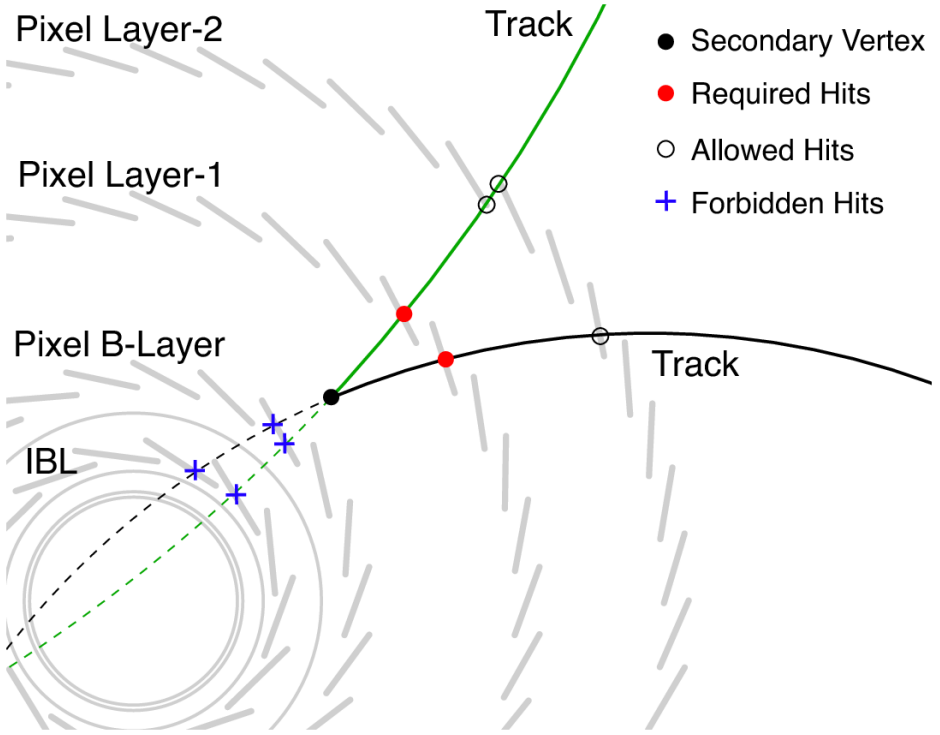 Pixel Layer-2
Track
Secondary Vertex
Required Hits
Allowed Hits
Forbidden Hits
Pixel Layer-1
Pixel B-Layer
Track
IBL